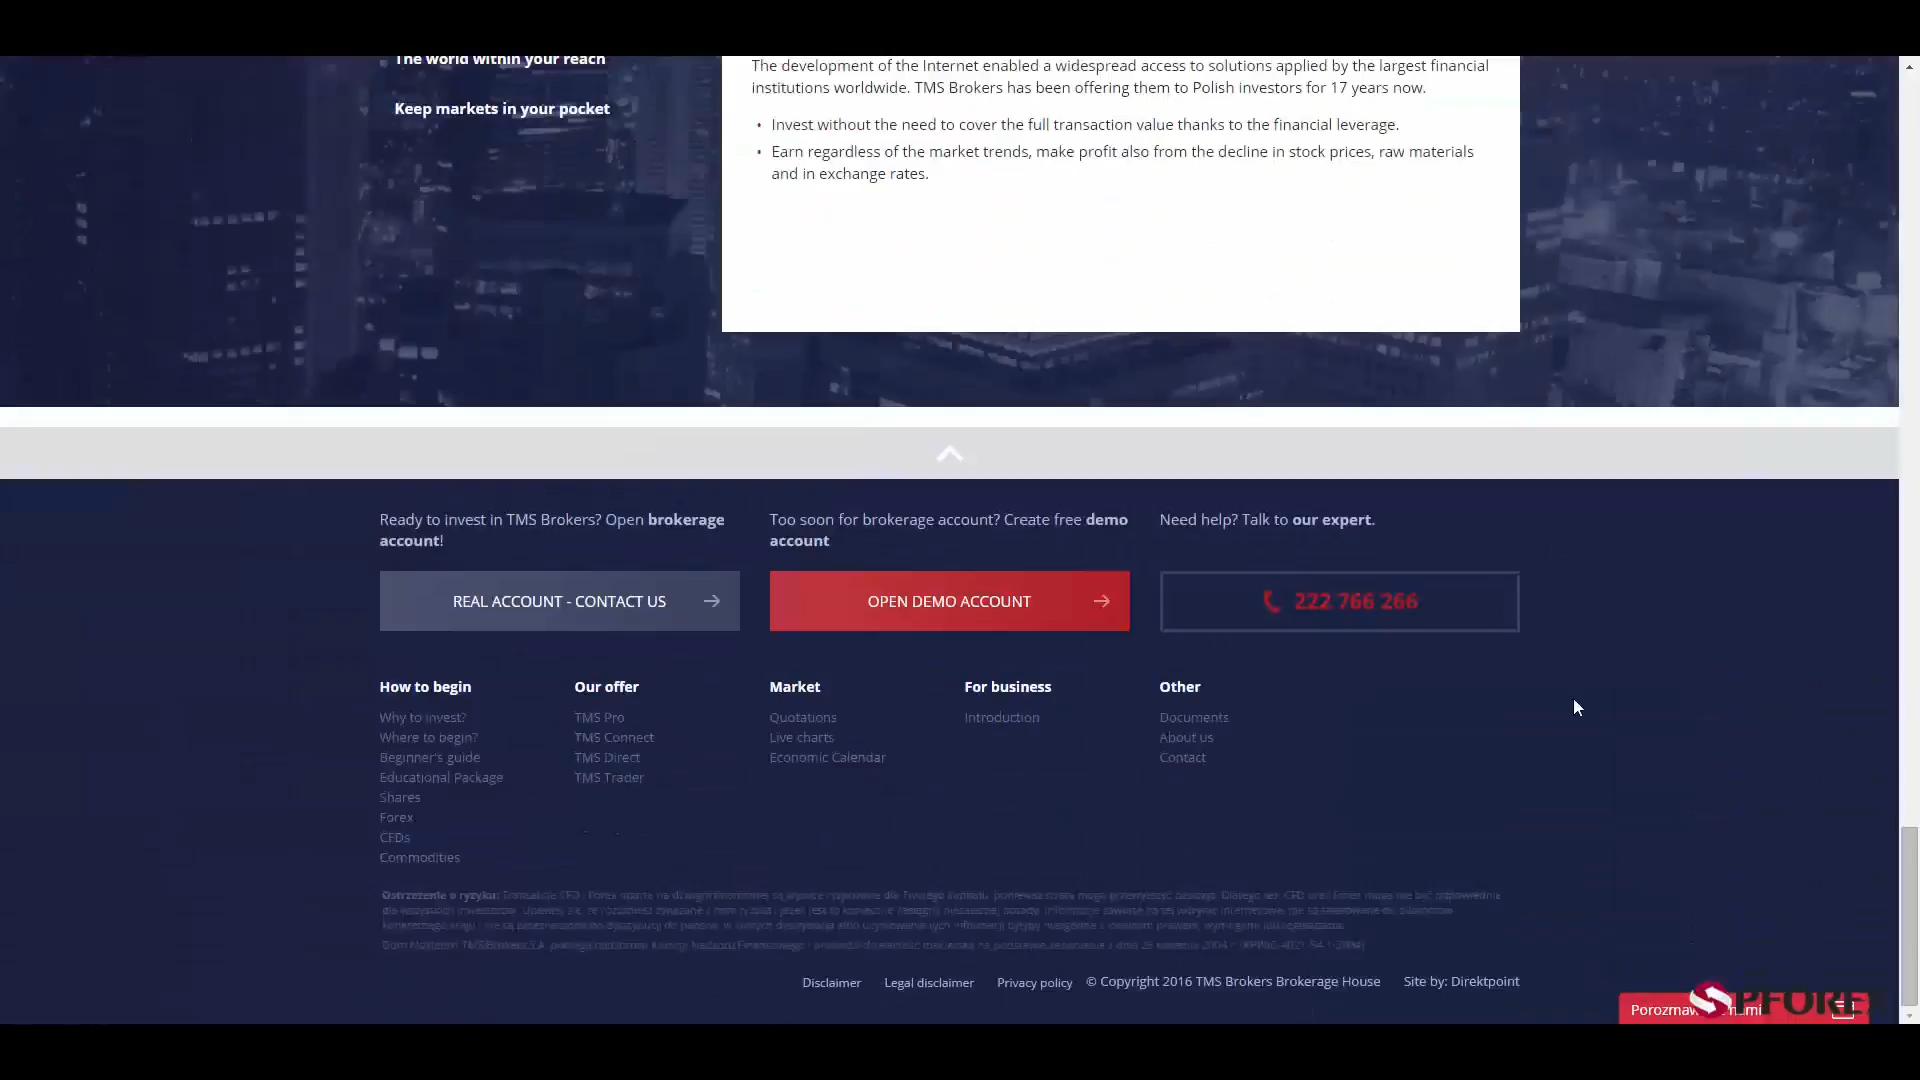 The world within your reach
Keep markets in your pocket
The development of the Internet enabled a widespread access to solutions applied by the largest financial
institutions worldwide. TMS Brokers has been offering them to Polish investors for 17 years now.
• Invest without the need to cover the full transaction value thanks to the financial leverage.
• Earn regardless of the market trends, make profit also from the decline in stock prices, raw materials
and in exchange rates.
Ready to invest in TMS Brokers? Open brokerage
account!
REAL ACCOUNT - CONTACT US
Too soon for brokerage account? Create free demo
account
OPEN DEMO ACCOUNT
Need help? Talk to our expert.
222 766 266
How to begin
Why to invest?
Where to begin?
Beginner's guide
Educational Package
Shares
Forex
CFDs
Commodities
Our offer
TMS Pro
TMS Connect
TMS Direct
TMS Trader
Market
Quotations
Live charts
Economic Calendar
For business
Introduction
Other
Documents
About us
Contact
Ostrzeżenie o ryzyku:
Disclaimer
Legal disclaimer
Privacy policy
© Copyright 2016 TMS Brokers Brokerage House
Site by: Direktpoint
PFOREX